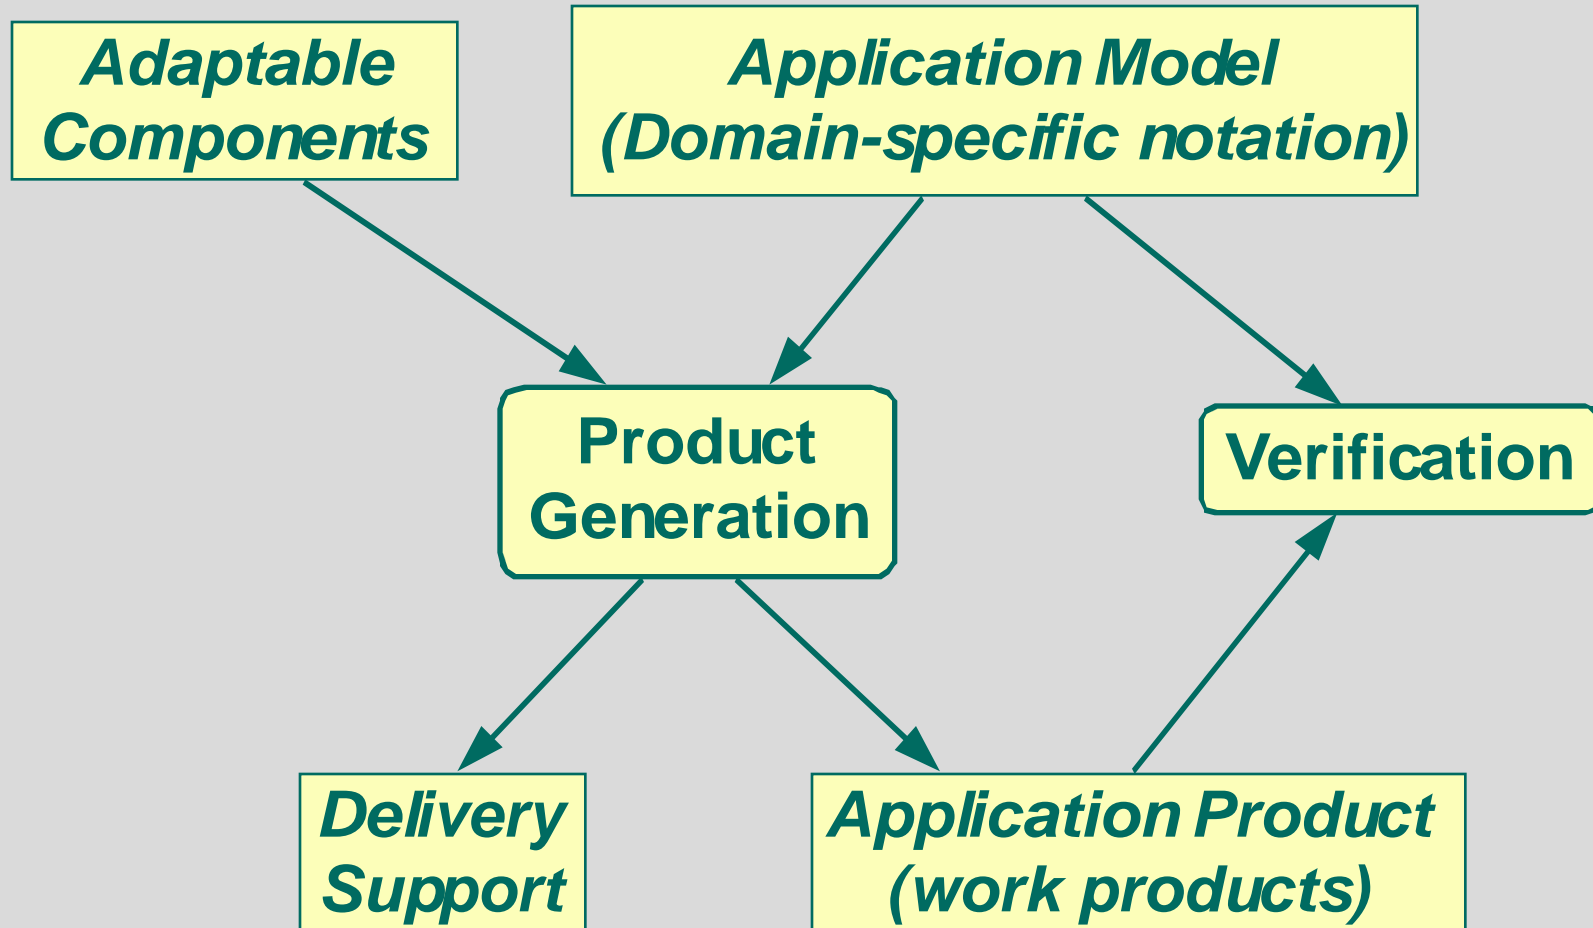 Adaptable
Components
Application Model
(Domain-specific notation)
Product
Generation
Verification
Delivery
Support
Application Product
(work products)